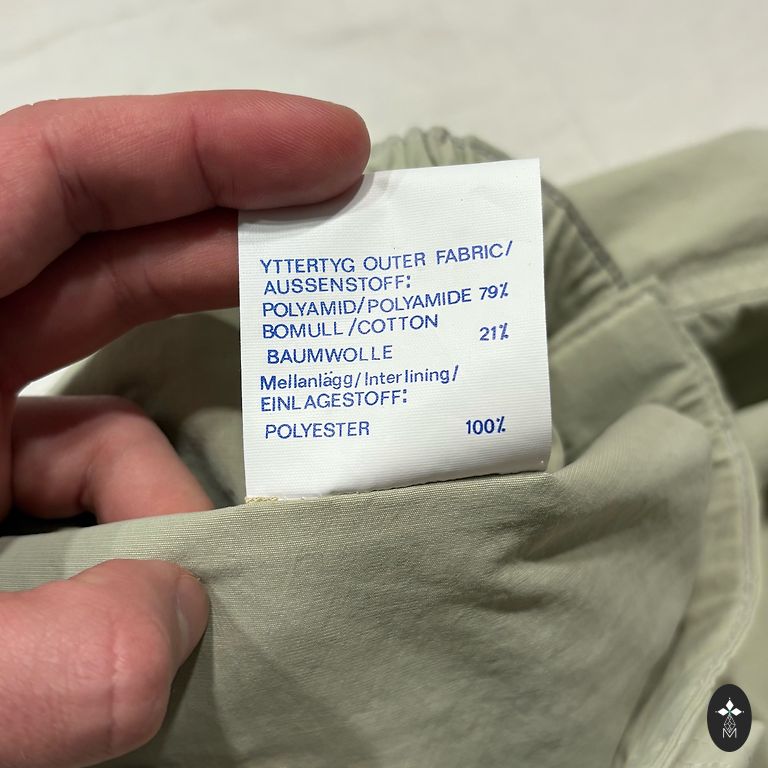 YTTERTYG OUTER FABRIC/
AUSSENSTOFF:
POLYAMID/POLYAMIDE 79%
BOMULL/COTTON 21%
BAUMWOLLE
Mellanlägg/Interlining/
EINLAGESTOFF:
POLYESTER 100%
M